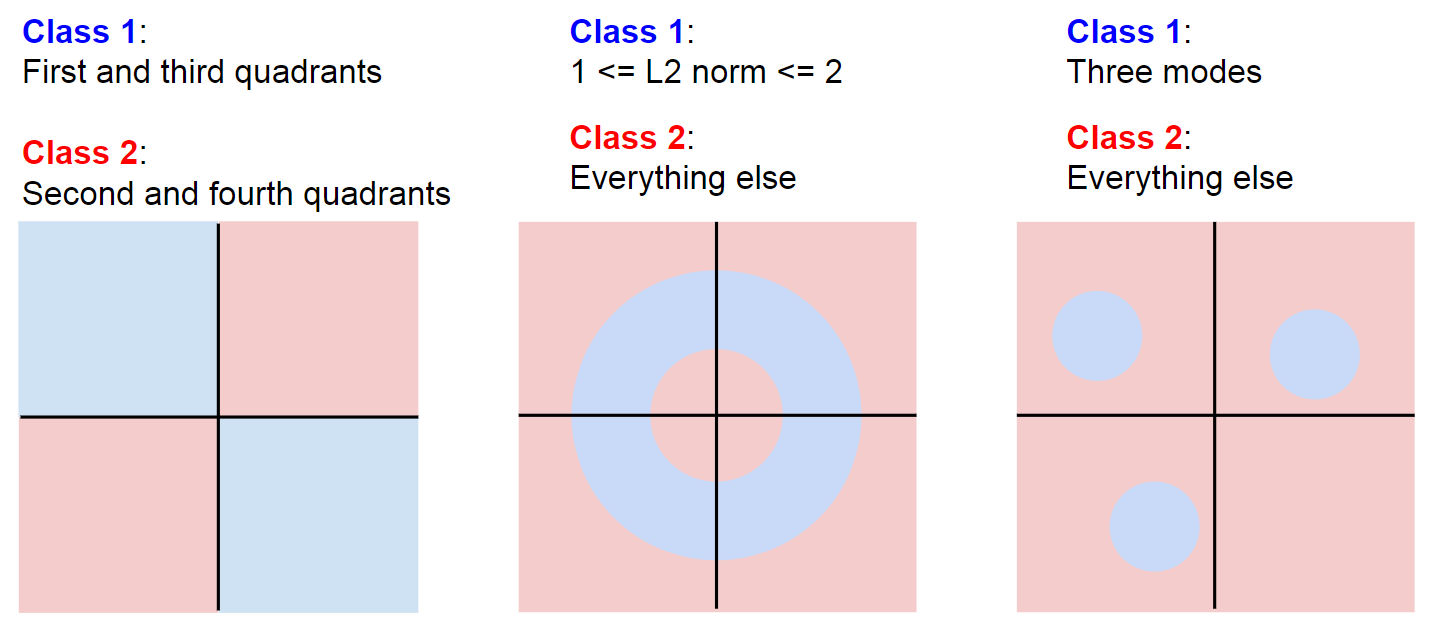 Class 1:
First and third quadrants
Class 2:
Second and fourth quadrants
Class 1:
1 <= L2 norm <= 2
Class 2:
Everything else
Class 1:
Three modes
Class 2:
Everything else